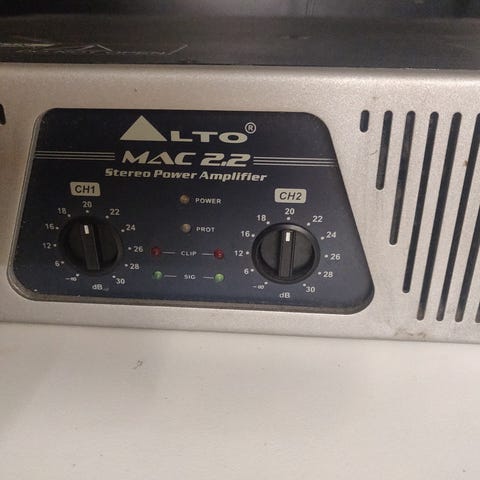 ALTO®
MAC 2.2
Stereo Power Amplifier
CH1
CH2
POWER
PROT
CLIP
SIG
20
18 22
16 24
12 26
6 28
-∞ 30
dB
20
18 22
16 24
12 26
6 28
-∞ 30
dB